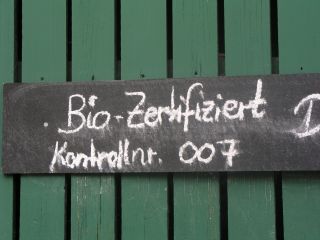 Bio-Zertifiziert D
Kontrollnr. 007